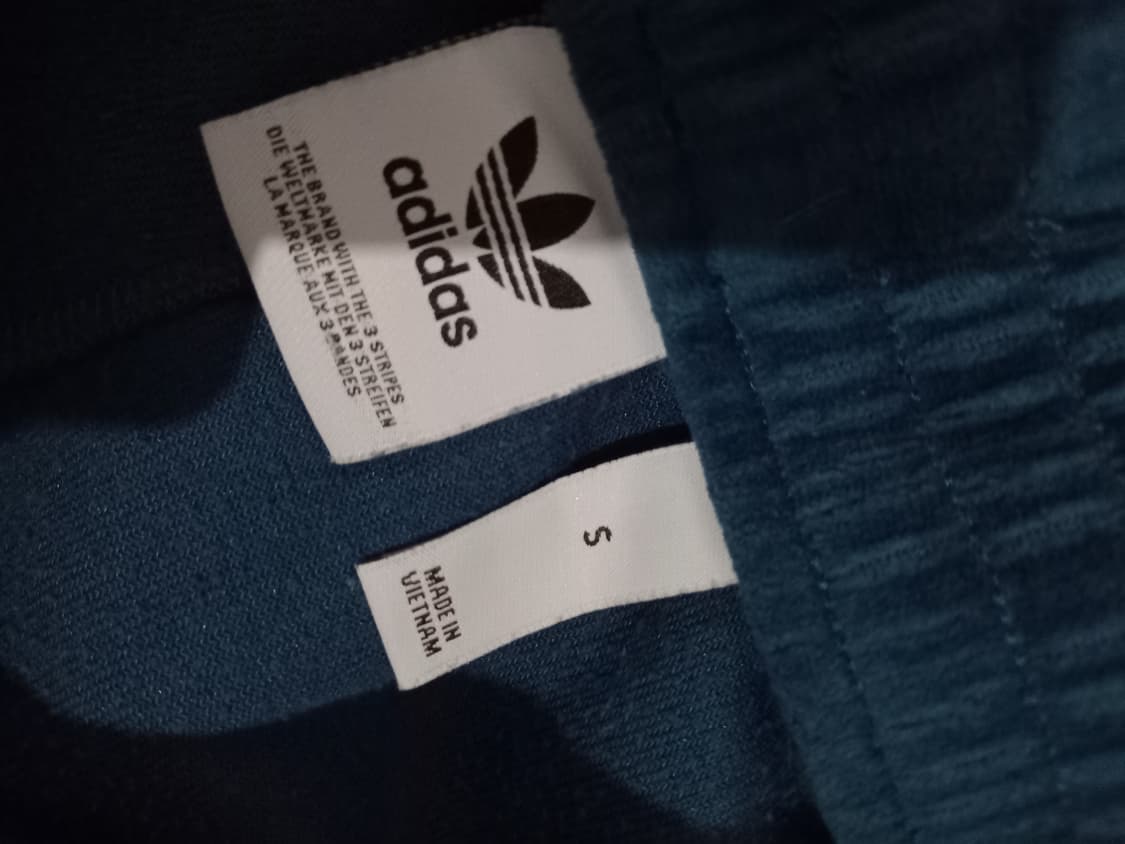 adidas
THE BRAND WITH THE 3 STRIPES
DIE WELTMARKE MIT DEN 3 STREIFEN
LA MARQUE AUX 3 BANDES
S
MADE IN
VIETNAM